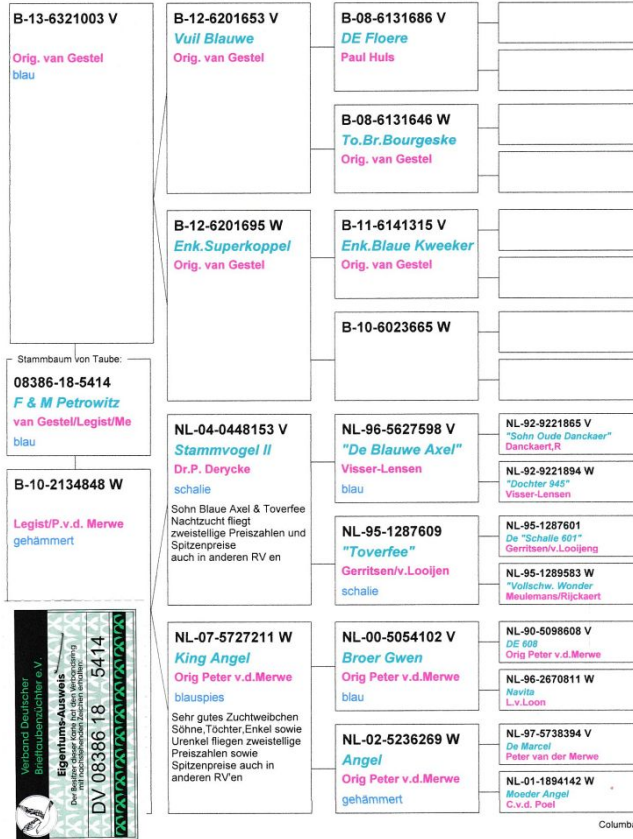 B-13-6321003 V
Orig. van Gestel
blau
Stammbaum von Taube:
08386-18-5414
F & M Petrowitz
van Gestel/Legist/Me
blau
B-10-2134848 W
Legist/P.v.d. Merwe
gehämmert
Verband Deutscher
Brieftaubenzüchter e.V.
Eigentums-Ausweis
Der Besitzer dieser Karte hat den Verbandsring
mit nachstehenden Zeichen erhalten:
DV 08386 18 5414
B-12-6201653 V
Vuil Blauwe
Orig. van Gestel
B-12-6201695 W
Enk.Superkoppel
Orig. van Gestel
NL-04-0448153 V
Stammvogel II
Dr.P. Derycke
schalie
Sohn Blaue Axel & Toverfee
Nachtzucht fliegt
zweistellige Preiszahlen und
Spitzenpreise
auch in anderen RV en
NL-07-5727211 W
King Angel
Orig Peter v.d.Merwe
blauspies
Sehr gutes Zuchtweibchen
Söhne,Töchter,Enkel sowie
Urenkel fliegen zweistellige
Preiszahlen sowie
Spitzenpreise auch in
anderen RV'en
B-08-6131686 V
DE Floere
Paul Huls
B-08-6131646 W
To.Br.Bourgeske
Orig. van Gestel
B-11-6141315 V
Enk.Blaue Kweeker
Orig. van Gestel
B-10-6023665 W
NL-96-5627598 V
"De Blauwe Axel"
Visser-Lensen
blau
NL-95-1287609
"Toverfee"
Gerritsen/v.Looijen
schalie
NL-00-5054102 V
Broer Gwen
Orig Peter v.d.Merwe
blau
NL-02-5236269 W
Angel
Orig Peter v.d.Merwe
gehämmert
NL-92-9221865 V
"Sohn Oude Danckaer"
Danckaert,R
NL-92-9221894 W
"Dochter 945"
Visser-Lensen
NL-95-1287601
De "Schalie 601"
Gerritsen/v.Looijeng
NL-95-1289583 W
"Vollschw. Wonder
Meulemans/Rijckaert
NL-90-5098608 V
DE 608
Orig Peter v.d.Merwe
NL-96-2670811 W
Navita
L.v.Loon
NL-97-5738394 V
De Marcel
Peter van der Merwe
NL-01-1894142 W
Moeder Angel
C.v.d. Poel
Columba